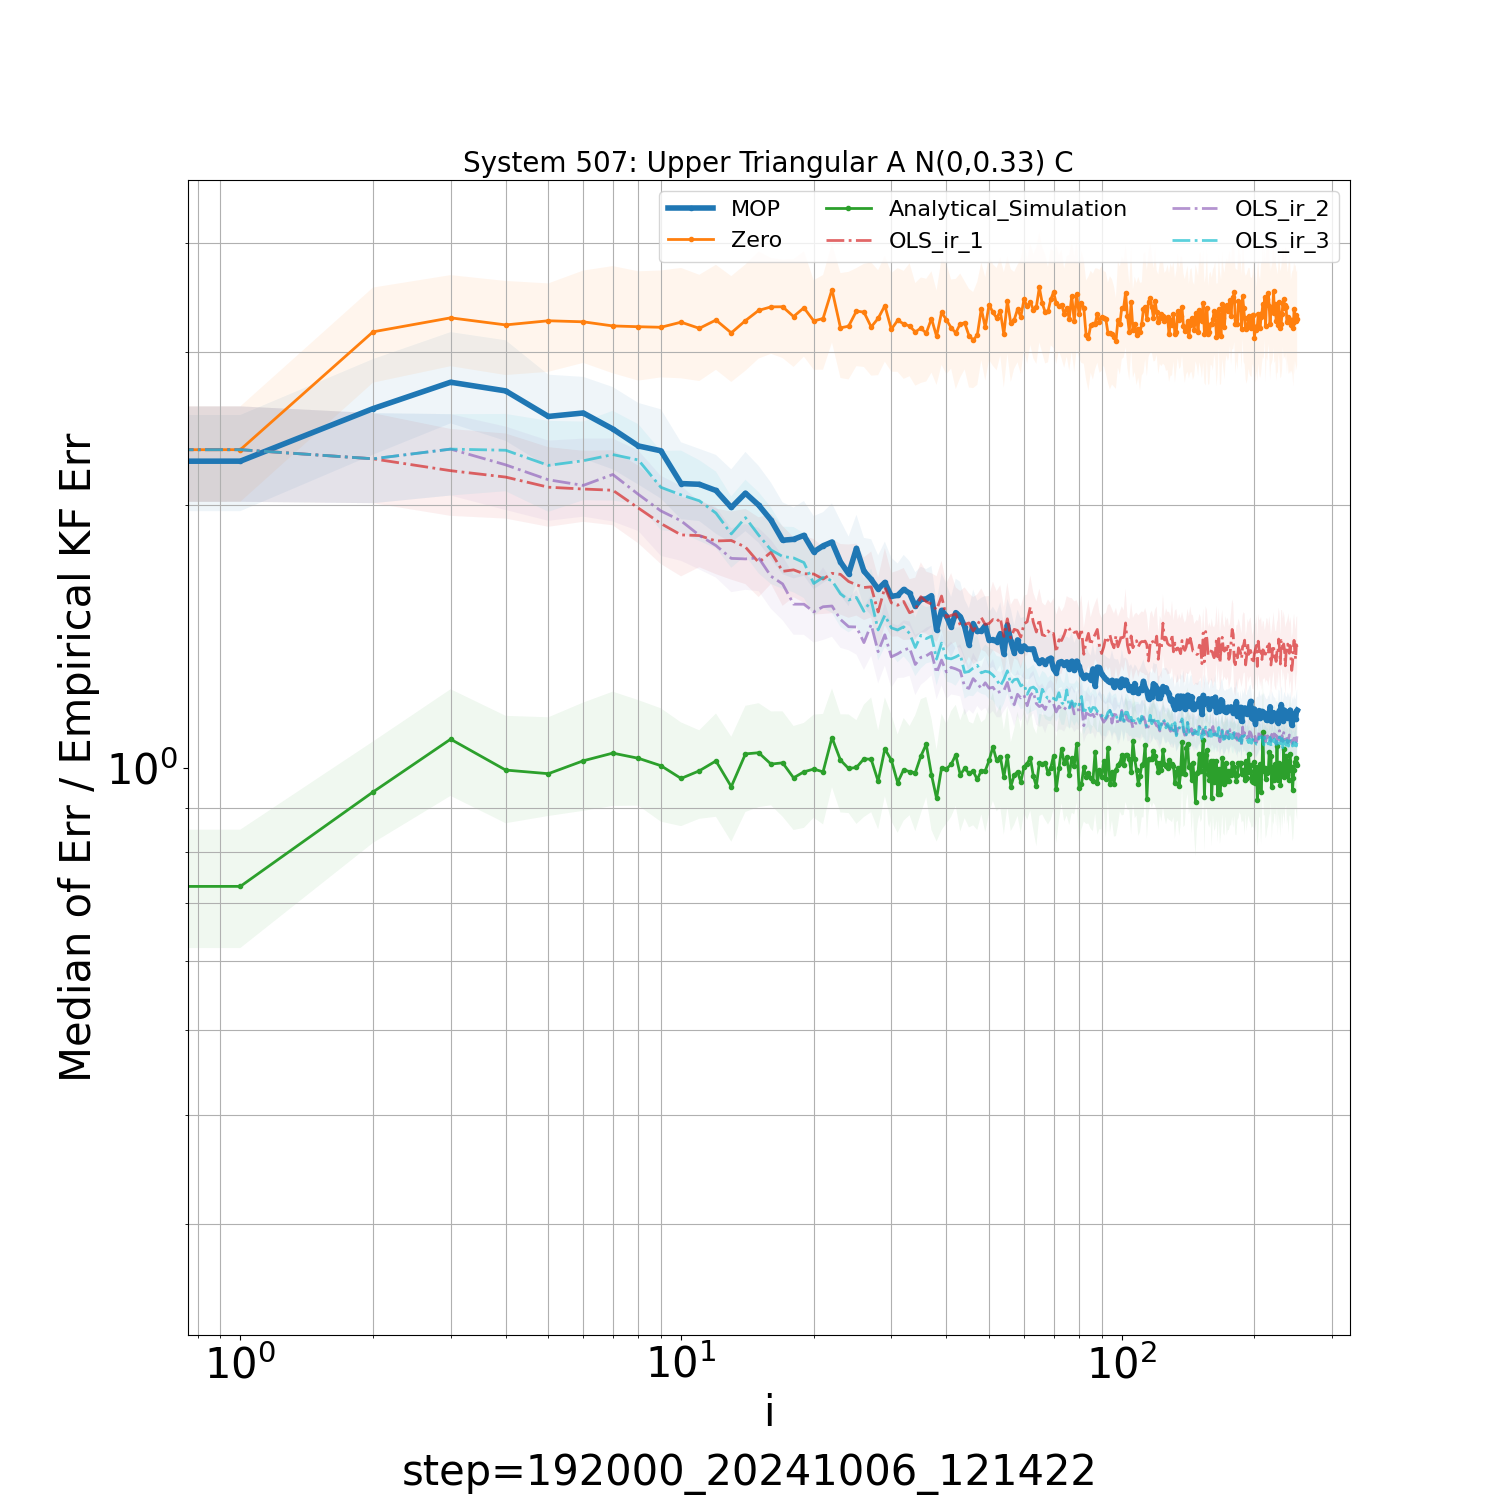 System 507: Upper Triangular A N(0,0.33) C
MOP
Zero
Analytical_Simulation
OLS_ir_1
OLS_ir_2
OLS_ir_3
Median of Err / Empirical KF Err
10⁰
10⁰ 10¹ 10²
i
step=192000_20241006_121422